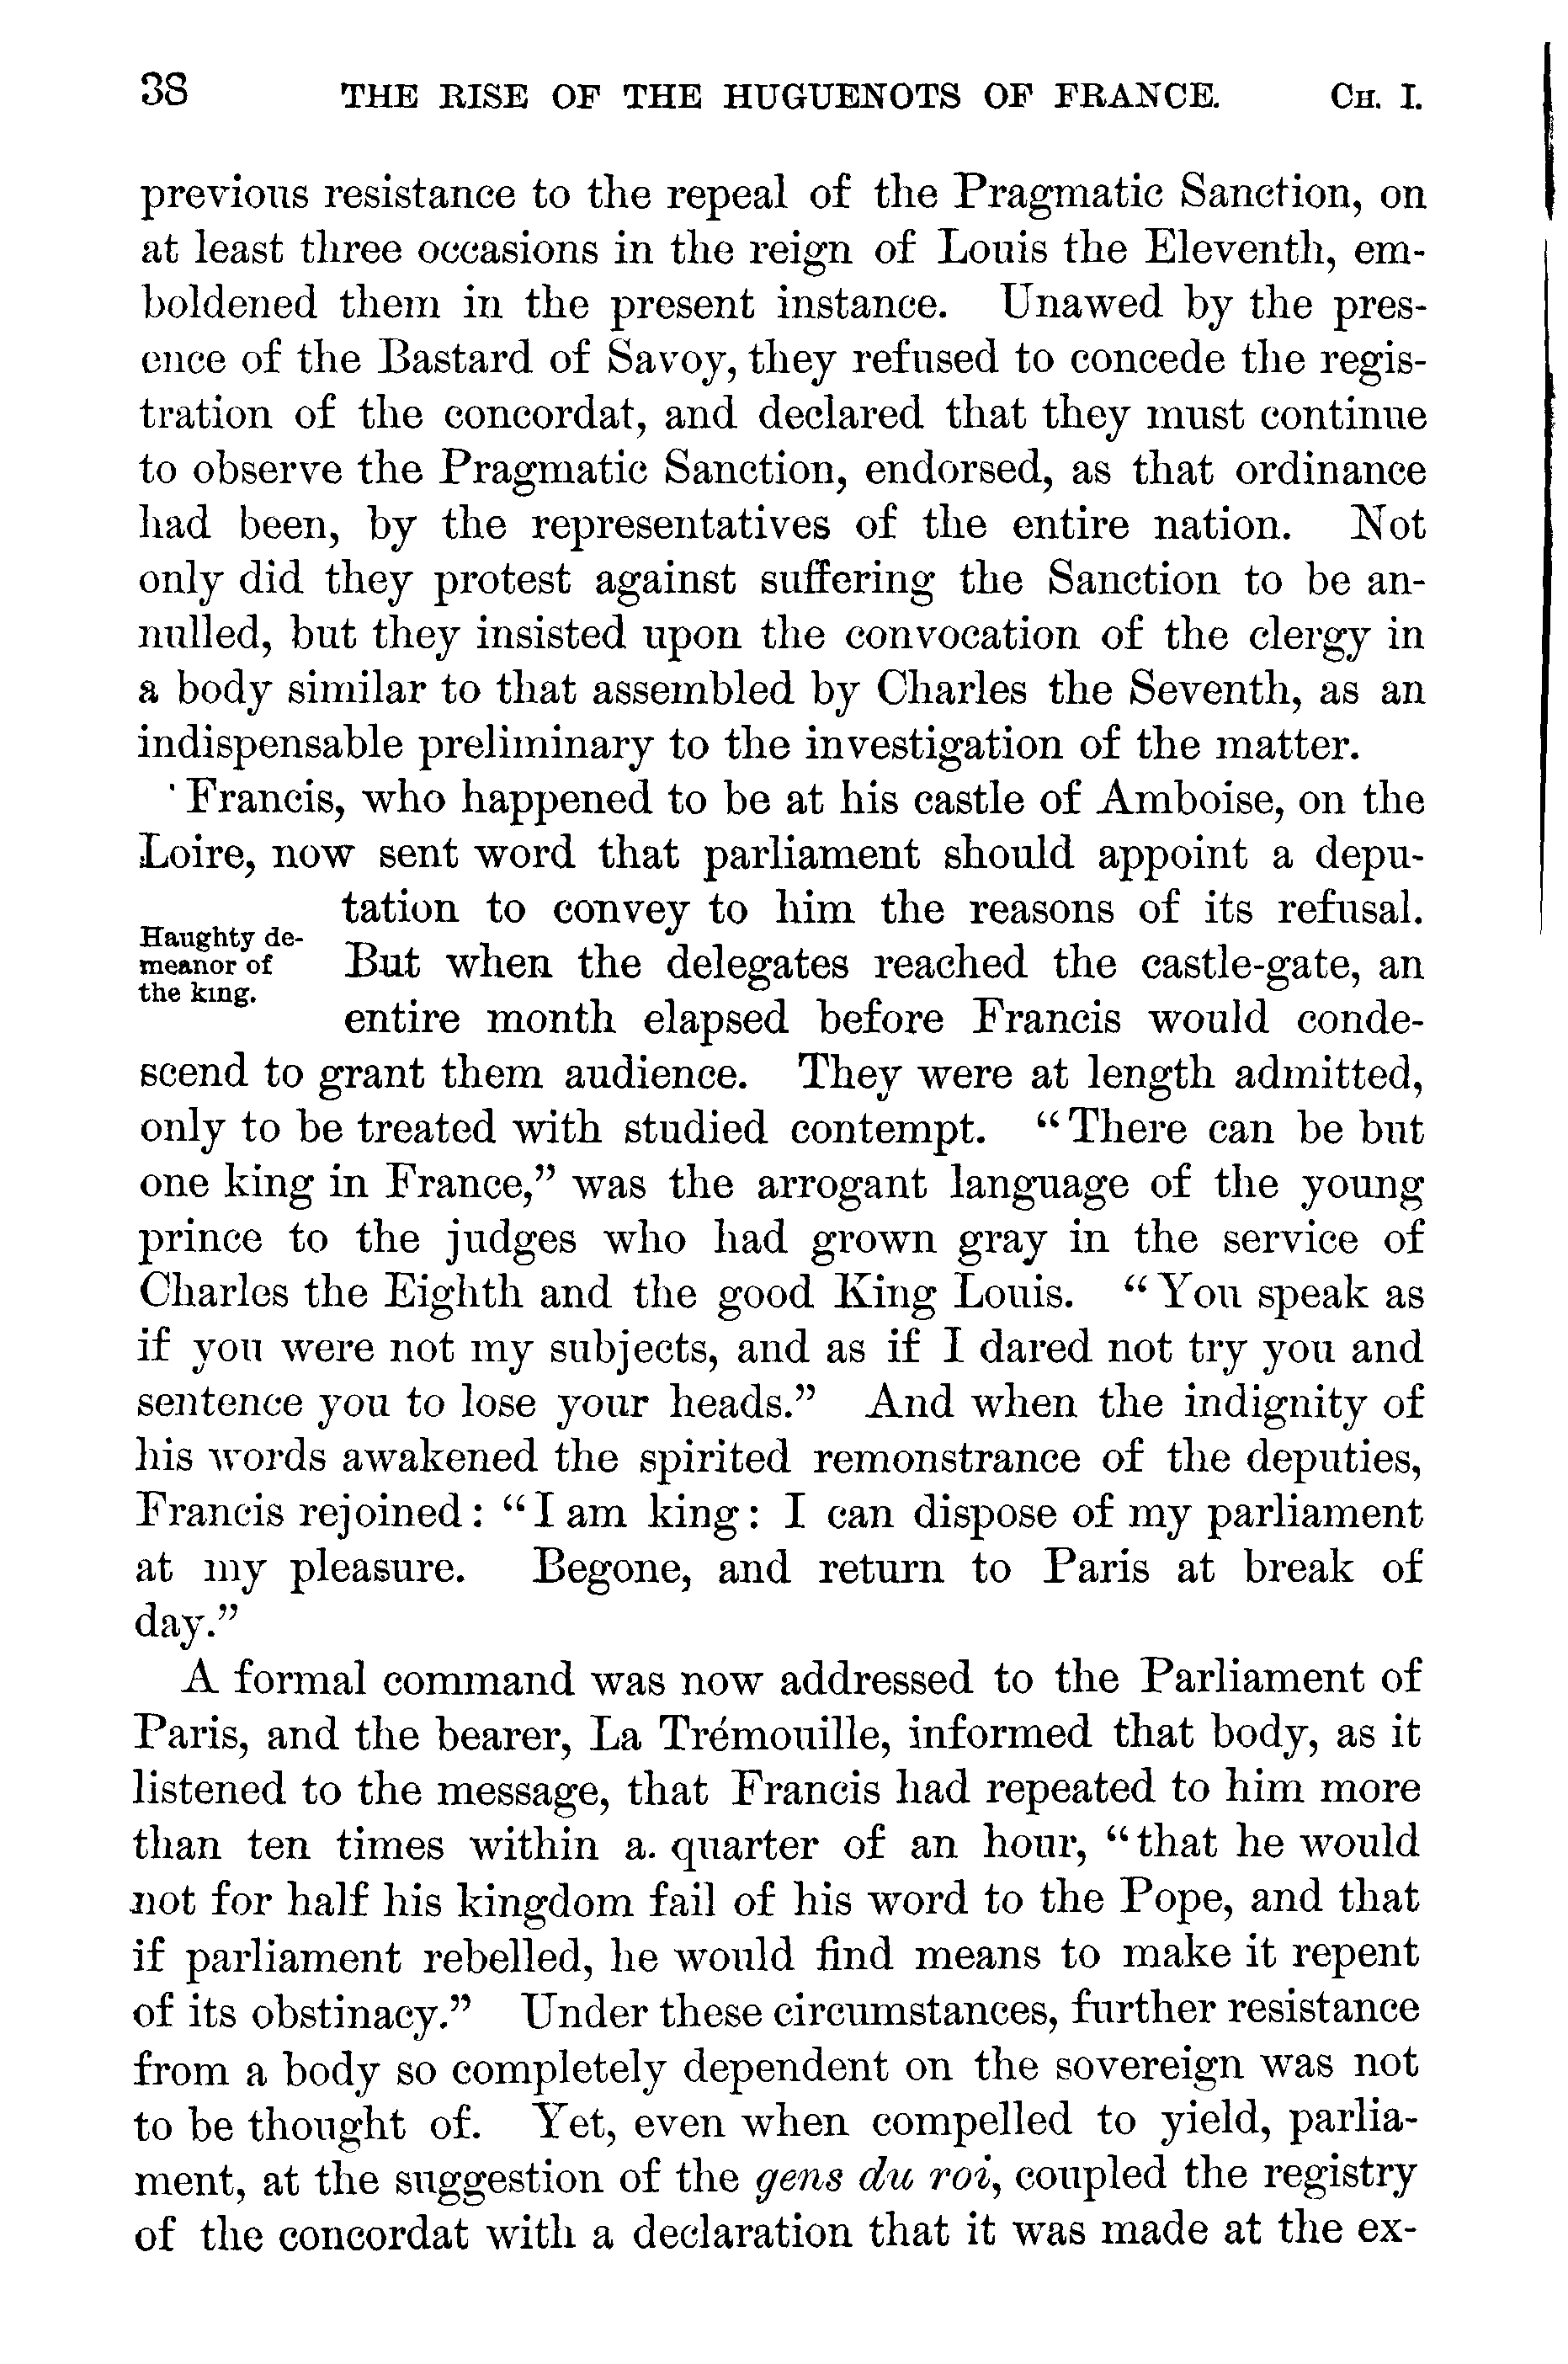 38 THE RISE OF THE HUGUENOTS OF FRANCE. CH. I.
previous resistance to the repeal of the Pragmatic Sanction, on
at least three occasions in the reign of Louis the Eleventh, em-
boldened them in the present instance. Unawed by the pres-
ence of the Bastard of Savoy, they refused to concede the regis-
tration of the concordat, and declared that they must continue
to observe the Pragmatic Sanction, endorsed, as that ordinance
had been, by the representatives of the entire nation. Not
only did they protest against suffering the Sanction to be an-
nulled, but they insisted upon the convocation of the clergy in
a body similar to that assembled by Charles the Seventh, as an
indispensable preliminary to the investigation of the matter.
Francis, who happened to be at his castle of Amboise, on the
Loire, now sent word that parliament should appoint a depu-
Haughty de-
meanor of
the king.
tation to convey to him the reasons of its refusal.
But when the delegates reached the castle-gate, an
entire month elapsed before Francis would conde-
scend to grant them audience. They were at length admitted,
only to be treated with studied contempt. “There can be but
one king in France,” was the arrogant language of the young
prince to the judges who had grown gray in the service of
Charles the Eighth and the good King Louis. “You speak as
if you were not my subjects, and as if I dared not try you and
sentence you to lose your heads.” And when the indignity of
his words awakened the spirited remonstrance of the deputies,
Francis rejoined: “I am king: I can dispose of my parliament
at my pleasure. Begone, and return to Paris at break of
day.”
A formal command was now addressed to the Parliament of
Paris, and the bearer, La Trémouille, informed that body, as it
listened to the message, that Francis had repeated to him more
than ten times within a. quarter of an hour, “that he would
not for half his kingdom fail of his word to the Pope, and that
if parliament rebelled, he would find means to make it repent
of its obstinacy.” Under these circumstances, further resistance
from a body so completely dependent on the sovereign was not
to be thought of. Yet, even when compelled to yield, parlia-
ment, at the suggestion of the gens du roi, coupled the registry
of the concordat with a declaration that it was made at the ex-